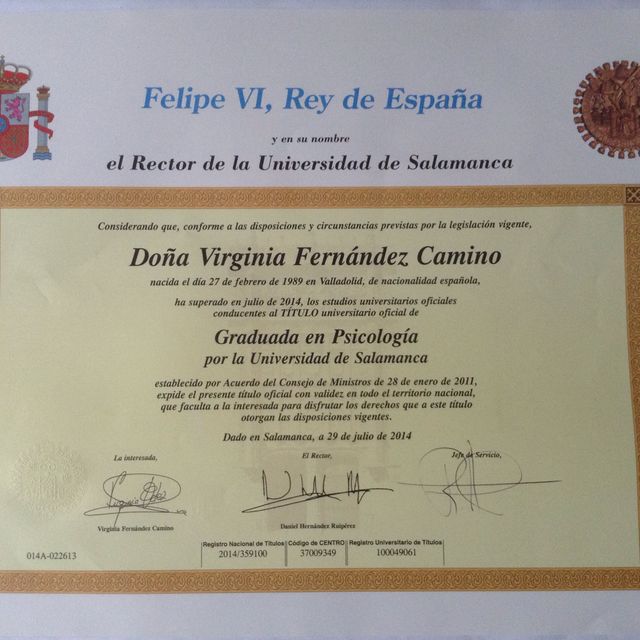 Felipe VI, Rey de España
y en su nombre
el Rector de la Universidad de Salamanca
Considerando que, conforme a las disposiciones y circunstancias previstas por la legislación vigente,
Doña Virginia Fernández Camino
nacida el día 27 de febrero de 1989 en Valladolid, de nacionalidad española,
ha superado en julio de 2014, los estudios universitarios oficiales
conducentes al TÍTULO universitario oficial de
Graduada en Psicología
por la Universidad de Salamanca
establecido por Acuerdo del Consejo de Ministros de 28 de enero de 2011,
expide el presente título oficial con validez en todo el territorio nacional,
que faculta a la interesada para disfrutar los derechos que a este título
otorgan las disposiciones vigentes.
Dado en Salamanca, a 29 de julio de 2014
La interesada, El Rector, Jefe de Servicio,
Virginia Fernández Camino Daniel Hernández Ruipérez
Registro Nacional de Títulos Código de CENTRO Registro Universitario de Títulos
014A-022613 2014/359100 37009349 100049061